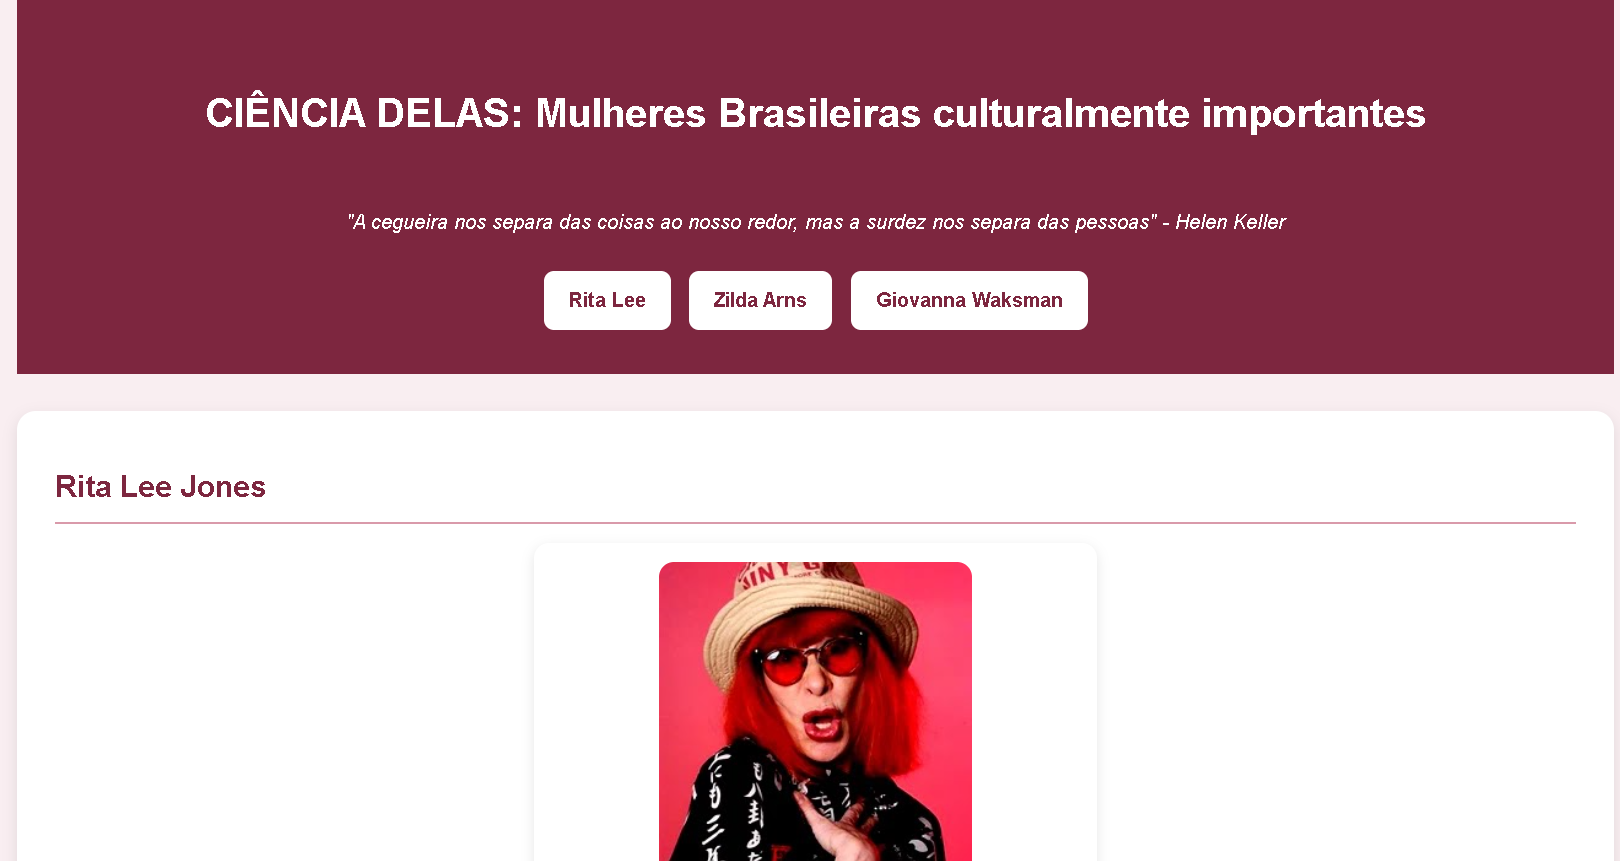 CIÊNCIA DELAS: Mulheres Brasileiras culturalmente importantes
"A cegueira nos separa das coisas ao nosso redor, mas a surdez nos separa das pessoas" - Helen Keller
Rita Lee
Zilda Arns
Giovanna Waksman
Rita Lee Jones